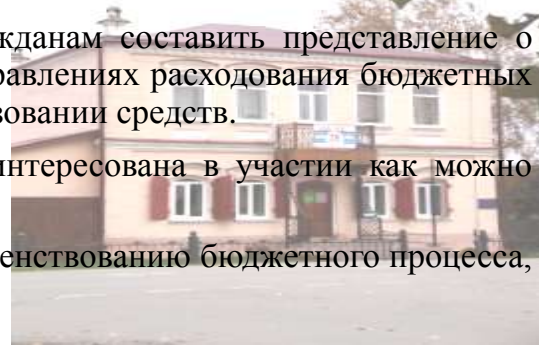 жданам составить представление о
равлениях расходования бюджетных
зовании средств.
интересована в участии как можно
енствованию бюджетного процесса,